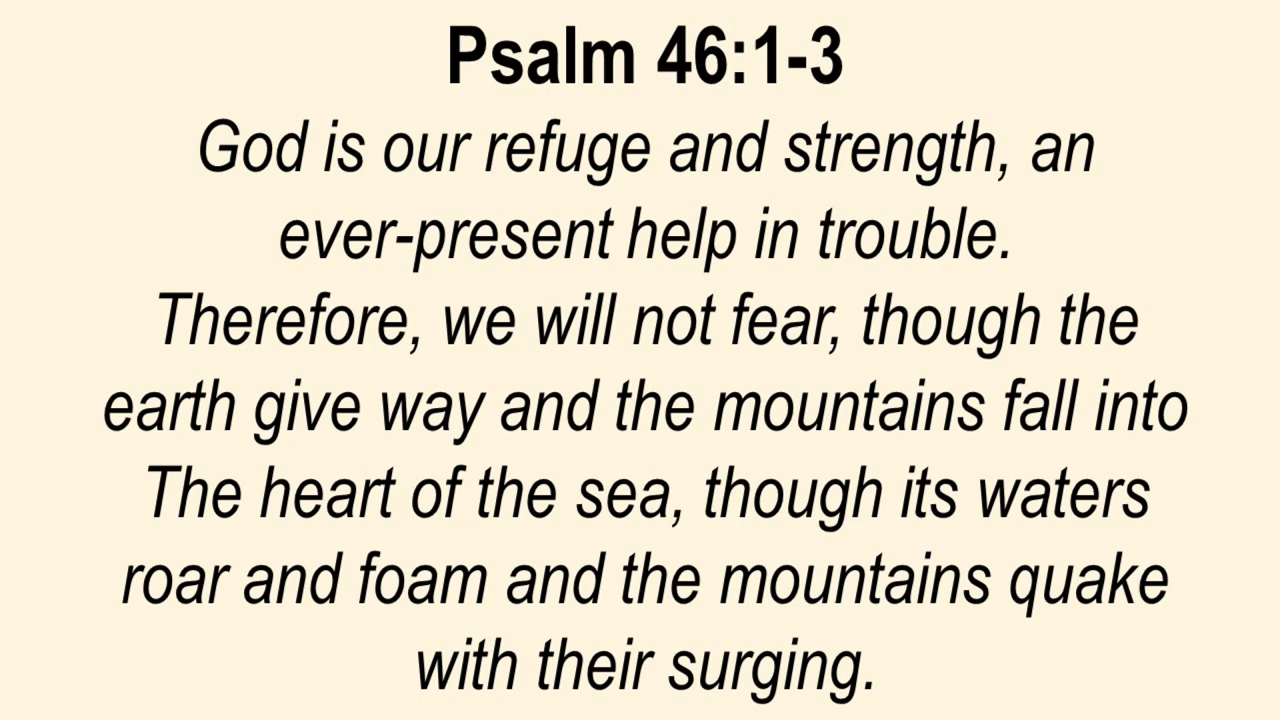 Psalm 46:1-3
God is our refuge and strength, an
ever-present help in trouble.
Therefore, we will not fear, though the
earth give way and the mountains fall into
The heart of the sea, though its waters
roar and foam and the mountains quake
with their surging.